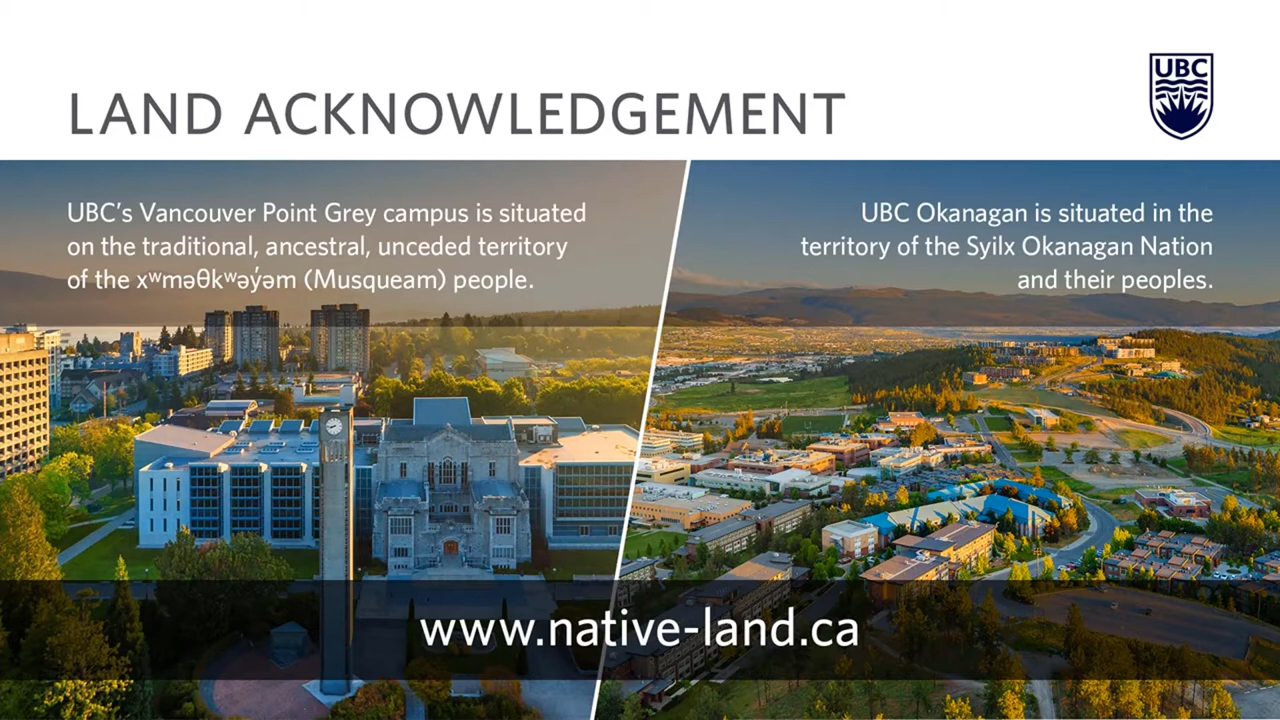 LAND ACKNOWLEDGEMENT
UBC
UBC's Vancouver Point Grey campus is situated
on the traditional, ancestral, unceded territory
of the xʷməθkʷəy̓əm (Musqueam) people.
UBC Okanagan is situated in the
territory of the Syilx Okanagan Nation
and their peoples.
www.native-land.ca